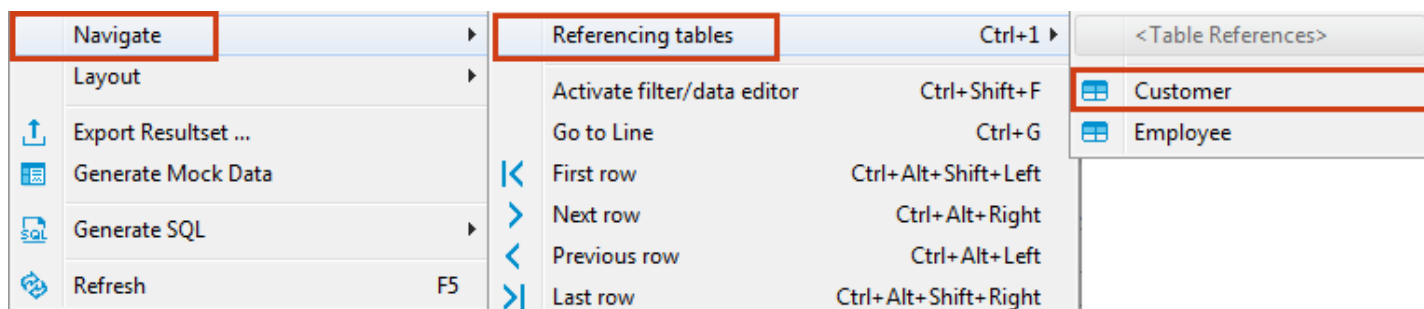 Navigate
Layout
Export Resultset ...
Generate Mock Data
SQL Generate SQL
Refresh F5
Referencing tables Ctrl+1
Activate filter/data editor Ctrl+Shift+F
Go to Line Ctrl+G
First row Ctrl+Alt+Shift+Left
Next row Ctrl+Alt+Right
Previous row Ctrl+Alt+Left
Last row Ctrl+Alt+Shift+Right
<Table References>
Customer
Employee